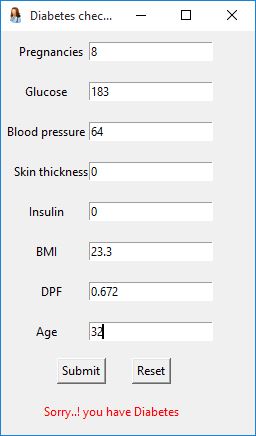 Diabetes chec...
Pregnancies 8
Glucose 183
Blood pressure 64
Skin thickness 0
Insulin 0
BMI 23.3
DPF 0.672
Age 32
Submit Reset
Sorry..! you have Diabetes